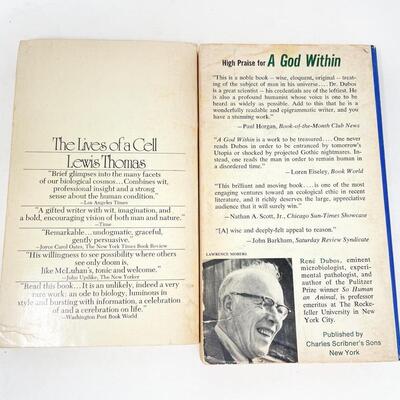 The Lives of a Cell
Lewis Thomas
"Brief glimpses into the many facets
of our biological cosmos...Combines wit,
professional insight and a strong
sense about the human condition."
—Los Angeles Times
"A gifted writer with wit, imagination, and
a bold, encouraging vision of both man and nature."
—Time
"Remarkable...undogmatic, graceful,
gently persuasive."
—Joyce Carol Oates, The New York Times Book Review
"His willingness to see possibility where others
see only doom is,
like McLuhan's, tonic and welcome."
—John Updike, The New Yorker
"Read this book...It is an unlikely, indeed a very
rare work: an ode to biology, luminous in
style and bursting with information, a celebration
of and a celebration of life."
—Washington Post Book World
High Praise for A God Within
"This is a noble book – wise, eloquent, original – treat-
ing of the subject of man in his universe.... Dr. Dubos
is a great scientist – his credentials are of the loftiest. He
is also a profound humanist whose voice is one to be
heard as widely as possible. Add to this that he is a
wonderfully readable and epigrammatic writer, and you
have a stunning work."
—Paul Horgan, Book-of-the-Month Club News
"A God Within is a work to be treasured.... One never
reads Dubos in order to be entranced by tomorrow's
Utopia or shocked by projected Gothic nightmares. In-
stead, one reads the man in order to remain human in
a disordered time."
– Loren Eiseley, Book World
"This brilliant and moving book....is one of the most
engaging ventures toward an ecological ethic in recent
literature, and it richly deserves the large, appreciative
audience that it will surely win."
– Nathan A. Scott, Jr., Chicago Sun-Times Showcase
"[A] wise and deeply-felt appeal to reason."
– John Barkham, Saturday Review Syndicate
LAWRENCE MOBERG
René Dubos, eminent
microbiologist, experi-
mental pathologist, and
author of the Pulitzer
Prize winner So Human
an Animal, is professor
emeritus at The Rocke-
feller University in New
York City.
Published by
Charles Scribner's Sons
New York